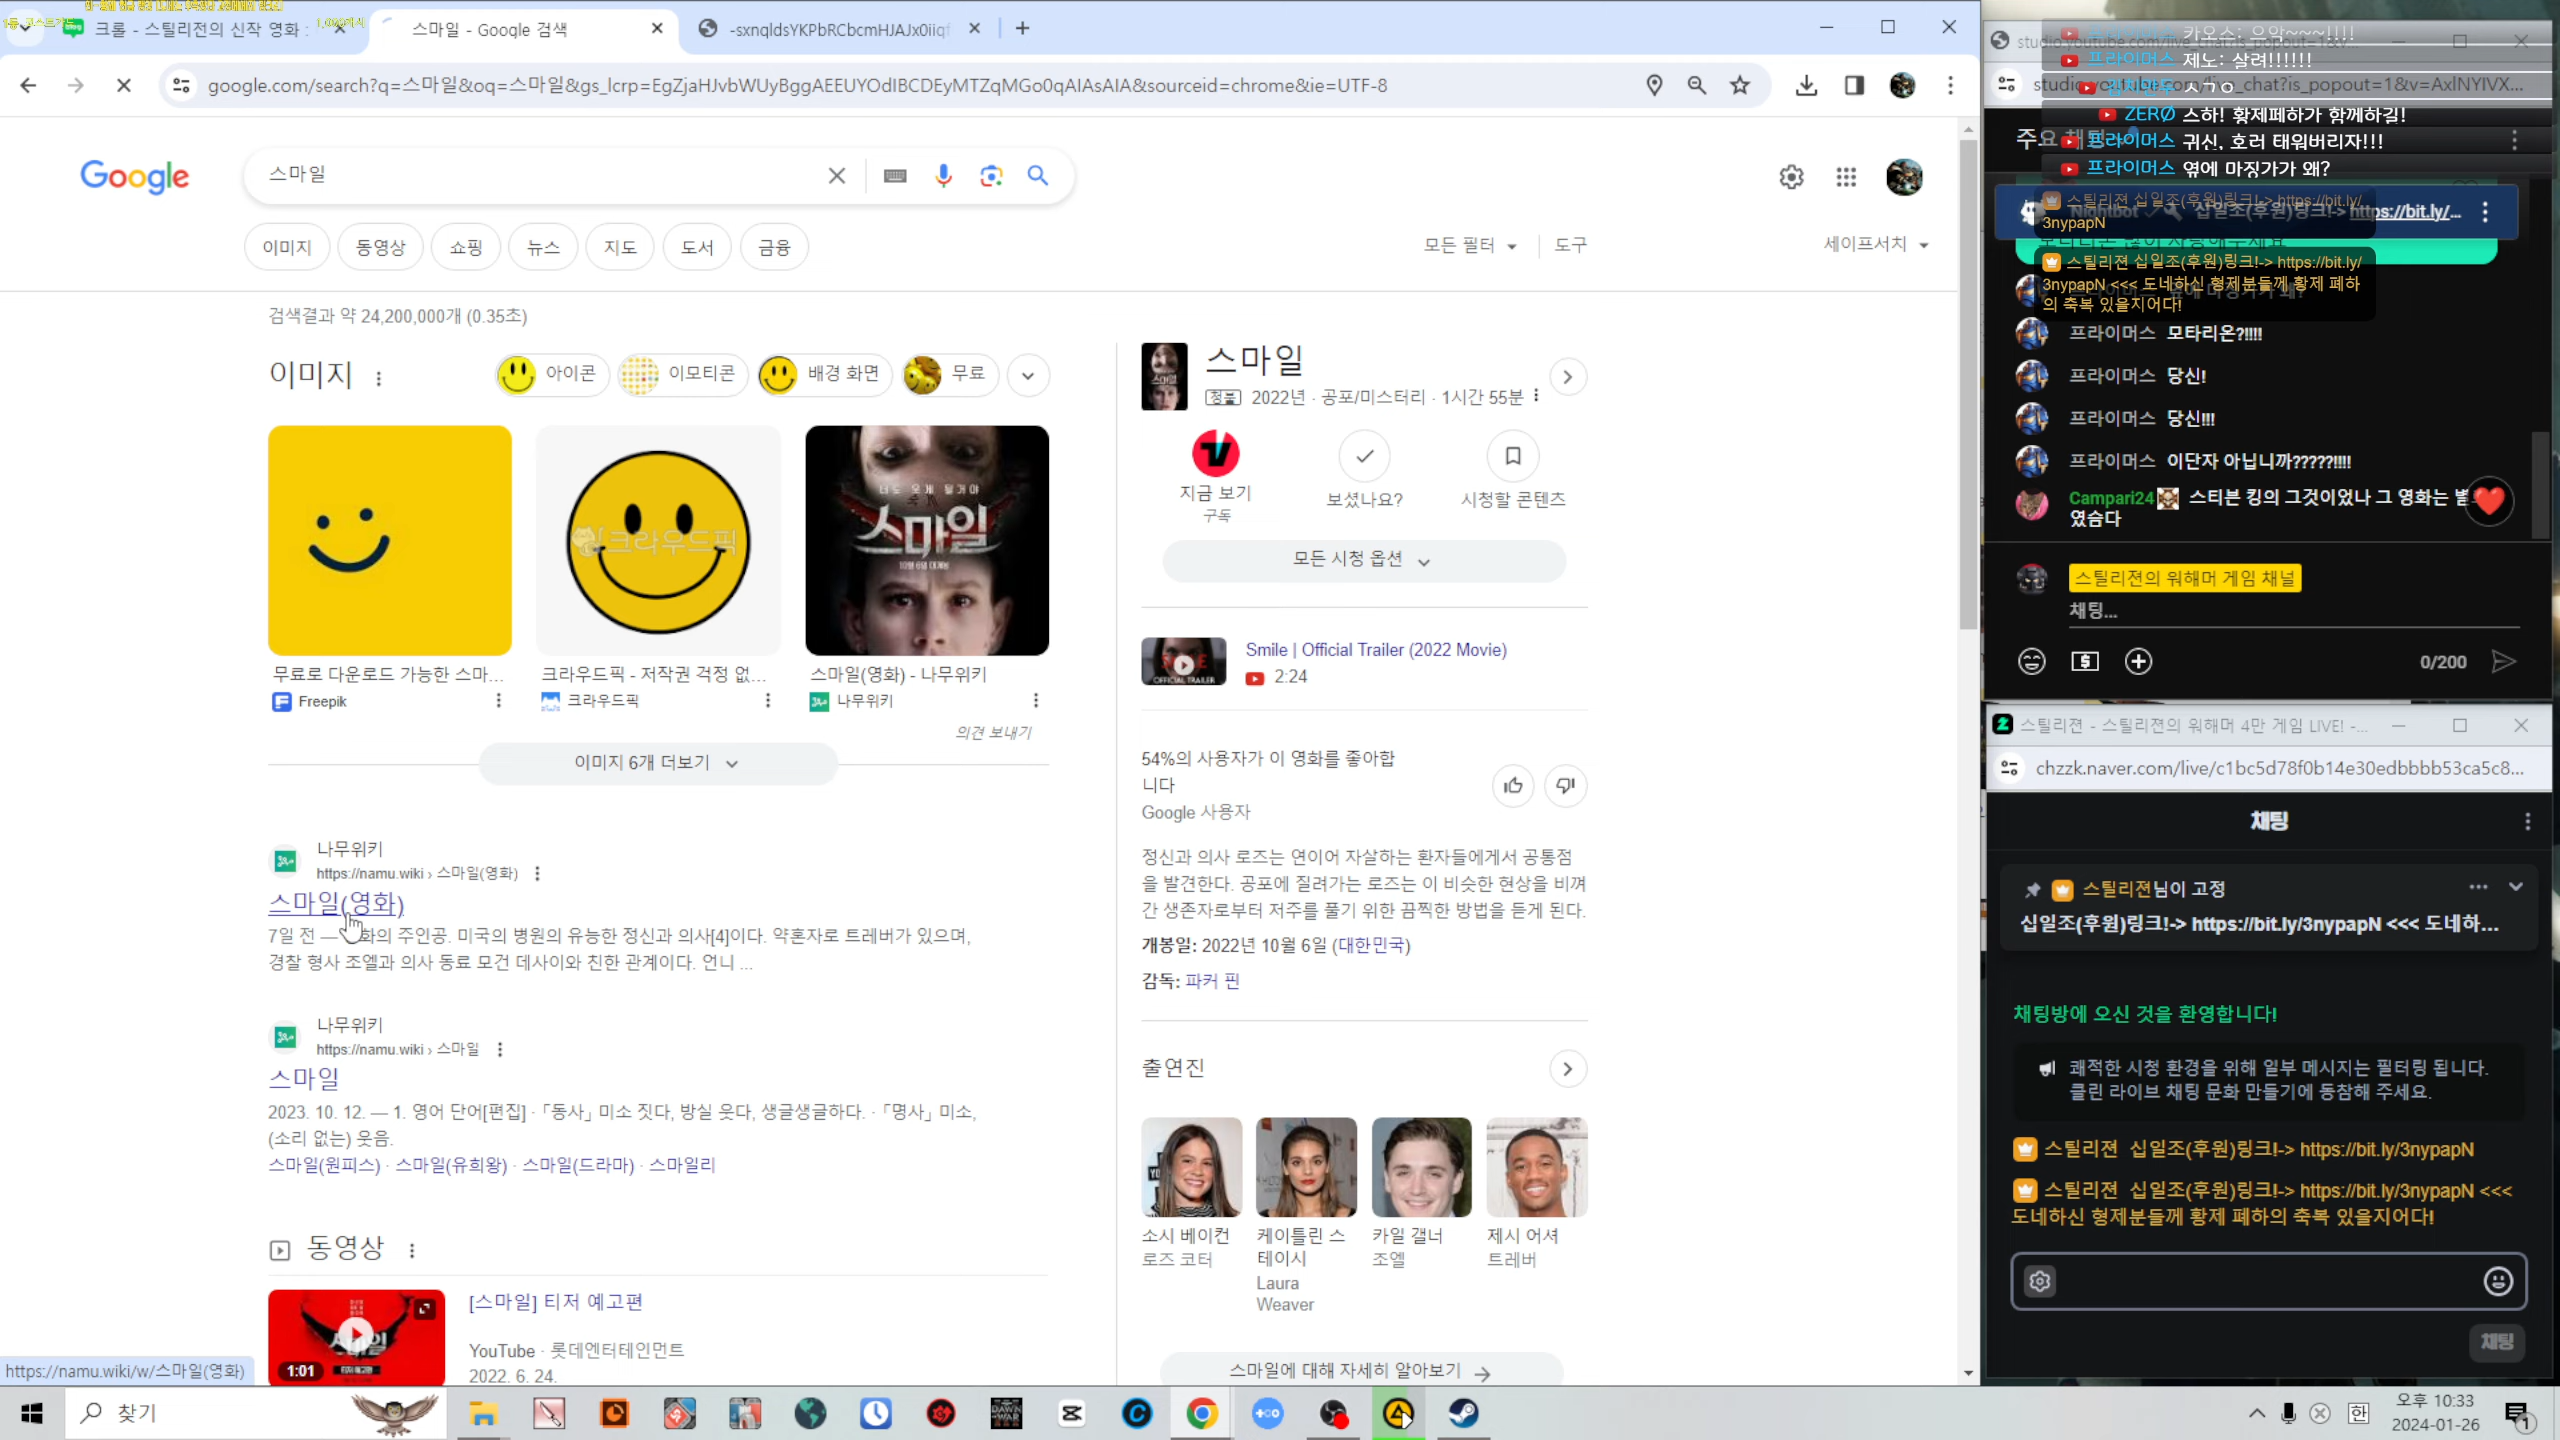 크롤 - 스틸리전의 신작 영화 :
스마일 - Google 검색
-sxnqldsYKPbRCbcmHJAJx0iiqf
google.com/search?q=스마일&oq=스마일&gs_lcrp=EgZjaHJvbWUyBggAEEUYOdIBCDEyMTZqMGo0qAIAsAIA&sourceid=chrome&ie=UTF-8
Google
스마일
이미지
동영상
쇼핑
뉴스
지도
도서
금융
모든 필터
도구
세이프서치
검색결과 약 24,200,000개 (0.35초)
이미지
아이콘
이모티콘
배경 화면
무료
크라우드픽
스마일
무료로 다운로드 가능한 스마...
Freepik
크라우드픽 - 저작권 걱정 없...
크라우드픽
스마일(영화) - 나무위키
나무위키
의견 보내기
이미지 6개 더보기
나무위키
https://namu.wiki › 스마일(영화)
스마일(영화)
7일 전 — 화의 주인공. 미국의 병원의 유능한 정신과 의사[4]이다. 약혼자로 트레버가 있으며,
경찰 형사 조엘과 의사 동료 모건 데사이와 친한 관계이다. 언니 ...
나무위키
https://namu.wiki › 스마일
스마일
2023. 10. 12. — 1. 영어 단어[편집] ·「동사」미소 짓다, 방실 웃다, 생글생글하다. ·「명사」미소,
(소리 없는) 웃음.
스마일(원피스) · 스마일(유희왕) · 스마일(드라마) · 스마일리
동영상
1:01
[스마일] 티저 예고편
YouTube · 롯데엔터테인먼트
2022. 6. 24.
https://namu.wiki/w/스마일(영화)
스마일
청불 2022년 · 공포/미스터리 · 1시간 55분
지금 보기
구독
보셨나요?
시청할 콘텐츠
모든 시청 옵션
OFFICIAL TRAILER
Smile | Official Trailer (2022 Movie)
2:24
54%의 사용자가 이 영화를 좋아합
니다
Google 사용자
정신과 의사 로즈는 연이어 자살하는 환자들에게서 공통점
을 발견한다. 공포에 질려가는 로즈는 이 비슷한 현상을 비껴
간 생존자로부터 저주를 풀기 위한 끔찍한 방법을 듣게 된다.
개봉일: 2022년 10월 6일 (대한민국)
감독: 파커 핀
출연진
소시 베이컨
로즈 코터
케이틀린 스
테이시
Laura
Weaver
카일 갤너
조엘
제시 어셔
트레버
스마일에 대해 자세히 알아보기
제노: 살려!!!!!!
ZERØ 스하! 황제폐하가 함께하길!
프라이머스 귀신, 호러 태워버리자!!!
프라이머스 옆에 마징가가 왜?
스틸리젼 십일조(후원)링크!-> https://bit.ly/
3nypapN
스틸리젼 십일조(후원)링크!-> https://bit.ly/
3nypapN <<< 도네하신 형제분들께 황제 폐하
의 축복 있을지어다!
프라이머스 모타리온?!!!!
프라이머스 당신!
프라이머스 당신!!!
프라이머스 이단자 아닙니까?????!!!!
Campari24 스티븐 킹의 그것이었나 그 영화는 별
였슴다
스틸리젼의 워해머 게임 채널
채팅...
0/200
스틸리젼 - 스틸리젼의 워해머 4만 게임 LIVE! -...
chzzk.naver.com/live/c1bc5d78f0b14e30edbbbb53ca5c8...
채팅
스틸리젼님이 고정
십일조(후원)링크!-> https://bit.ly/3nypapN <<< 도네하...
채팅방에 오신 것을 환영합니다!
쾌적한 시청 환경을 위해 일부 메시지는 필터링 됩니다.
클린 라이브 채팅 문화 만들기에 동참해 주세요.
스틸리젼 십일조(후원)링크!-> https://bit.ly/3nypapN
스틸리젼 십일조(후원)링크!-> https://bit.ly/3nypapN <<<
도네하신 형제분들께 황제 폐하의 축복 있을지어다!
채팅
찾기
한
오후 10:33
2024-01-26